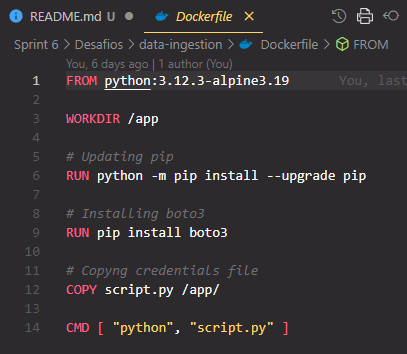 README.md U
Dockerfile
Sprint 6 > Desafios > data-ingestion > Dockerfile > FROM
You, 6 days ago | 1 author (You)
1 FROM python:3.12.3-alpine3.19 You, last
2
3 WORKDIR /app
4
5 # Updating pip
6 RUN python -m pip install --upgrade pip
7
8 # Installing boto3
9 RUN pip install boto3
10
11 # Copyng credentials file
12 COPY script.py /app/
13
14 CMD [ "python", "script.py" ]